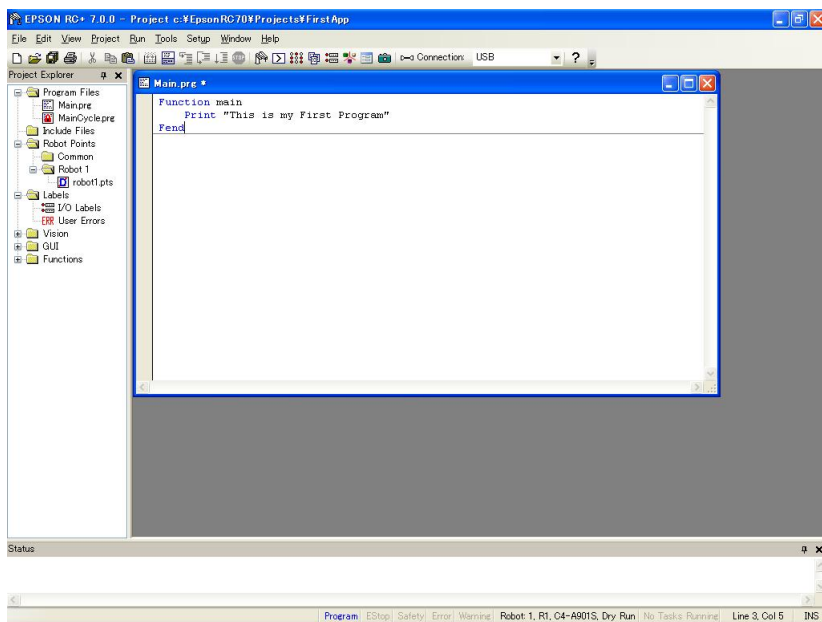 EPSON RC+ 7.0.0 - Project c:¥EpsonRC70¥Projects¥FirstApp
File Edit View Project Run Tools Setup Window Help
Connection: USB
?
Project Explorer
Program Files
Main.prg
MainCycle.prg
Include Files
Robot Points
Common
Robot 1
robot1.pts
Labels
I/O Labels
ERR User Errors
Vision
GUI
Functions
Main.prg *
Function main
Print "This is my First Program"
Fend
Status
Program EStop Safety Error Warning Robot: 1, R1, C4-A901S, Dry Run No Tasks Running Line 3, Col 5 INS